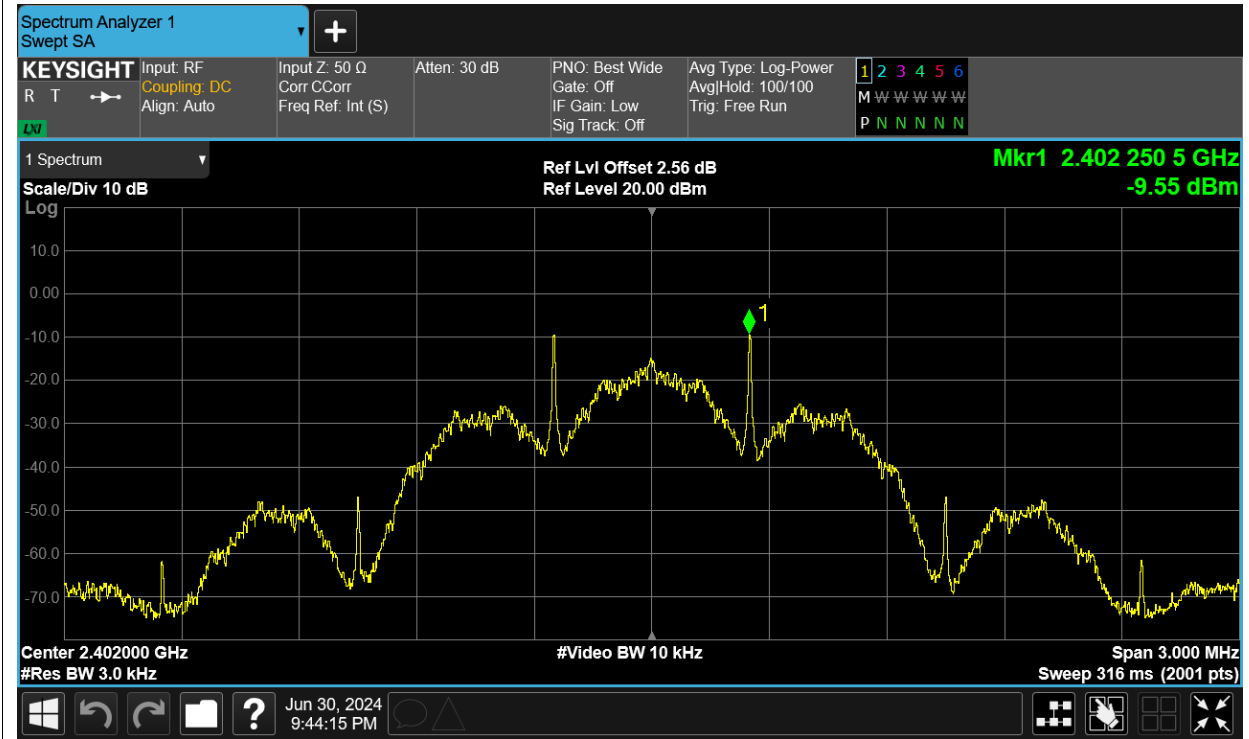 Spectrum Analyzer 1
Swept SA
KEYSIGHT
R T
LXI
Input: RF
Coupling: DC
Align: Auto
Input Z: 50 Ω
Corr CCorr
Freq Ref: Int (S)
Atten: 30 dB
PNO: Best Wide
Gate: Off
IF Gain: Low
Sig Track: Off
Avg Type: Log-Power
Avg|Hold: 100/100
Trig: Free Run
1 2 3 4 5 6
M W W W W W
P N N N N N N
1 Spectrum
Scale/Div 10 dB
Log
Ref Lvl Offset 2.56 dB
Ref Level 20.00 dBm
Mkr1 2.402 250 5 GHz
-9.55 dBm
10.0
0.00
-10.0
-20.0
-30.0
-40.0
-50.0
-60.0
-70.0
1
Center 2.402000 GHz
#Res BW 3.0 kHz
#Video BW 10 kHz
Span 3.000 MHz
Sweep 316 ms (2001 pts)
?
Jun 30, 2024
9:44:15 PM